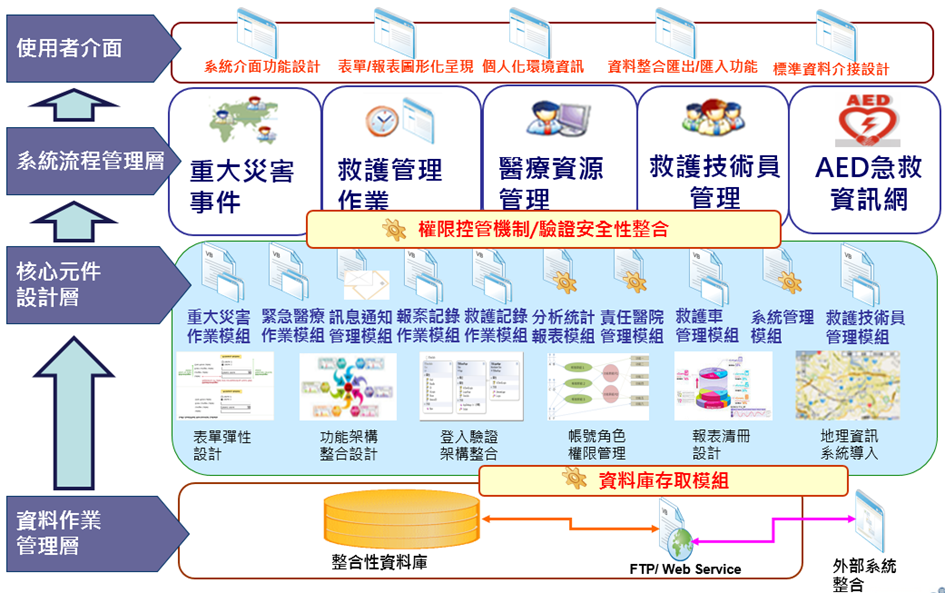 使用者介面
系統介面功能設計
表單/報表圖形化呈現
個人化環境資訊
資料整合匯出/匯入功能
標準資料介接設計
系統流程管理層
重大災害
事件
救護管理
作業
醫療資源
管理
救護技術員
管理
AED
AED急救
資訊網
權限控管機制/驗證安全性整合
核心元件
設計層
重大災害
作業模組
緊急醫療
作業模組
訊息通知
管理模組
報案記錄
作業模組
救護記錄
作業模組
分析統計
報表模組
責任醫院
管理模組
救護車
管理模組
系統管理
模組
救護技術員
管理模組
表單彈性
設計
功能架構
整合設計
登入驗證
架構整合
帳號角色
權限管理
報表清冊
設計
地理資訊
系統導入
資料庫存取模組
資料作業
管理層
整合性資料庫
FTP/ Web Service
外部系統
整合